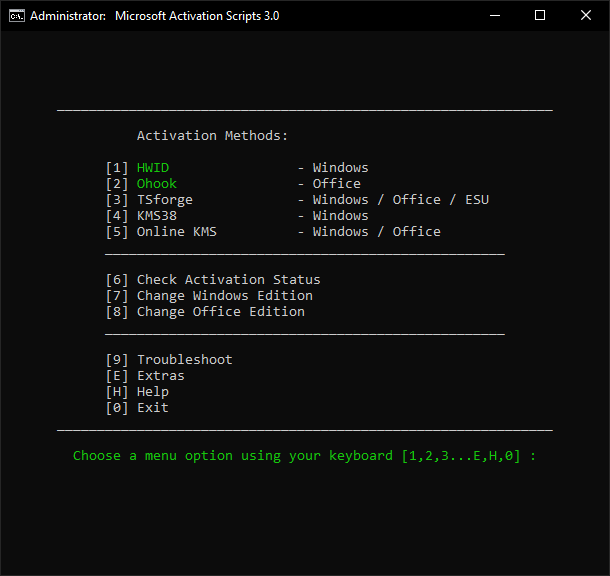 Administrator:  Microsoft Activation Scripts 3.0
Activation Methods:
[1] HWID - Windows
[2] Ohook - Office
[3] TSforge - Windows / Office / ESU
[4] KMS38 - Windows
[5] Online KMS - Windows / Office
[6] Check Activation Status
[7] Change Windows Edition
[8] Change Office Edition
[9] Troubleshoot
[E] Extras
[H] Help
[0] Exit
Choose a menu option using your keyboard [1,2,3...E,H,0] :